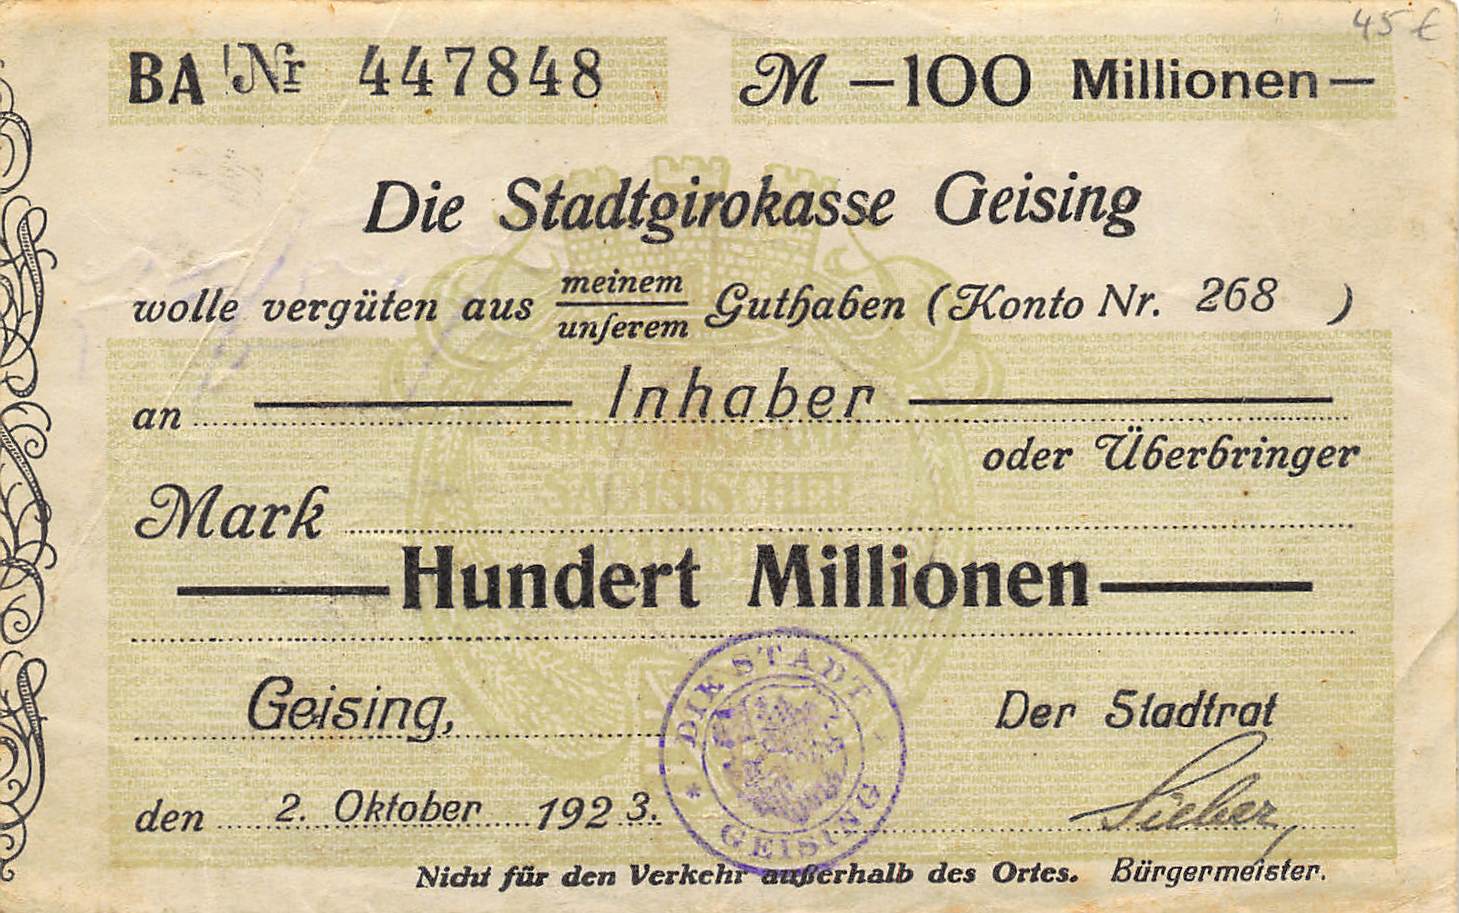 45 €
BA Nr 447848 M — 100 Millionen —
Die Stadtgirokasse Geising
wolle vergüten aus meinem
unserem Guthaben (Konto Nr. 268 )
an Inhaber
oder Überbringer
Mark
Hundert Millionen
Geising, Der Stadtrat
den 2. Oktober 1923.
DIE STADT * GEISING *
Nicht für den Verkehr außerhalb des Ortes. Bürgermeister.